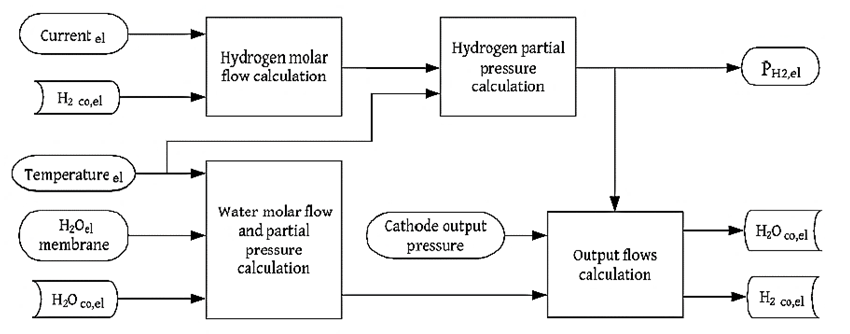 Current el
Hydrogen molar
flow calculation
Hydrogen partial
pressure
calculation
P̂H2,el
H2 co,el
Temperature el
H2Oel
membrane
H2O co,el
Water molar flow
and partial
pressure
calculation
Cathode output
pressure
Output flows
calculation
H2O co,el
H2 co,el